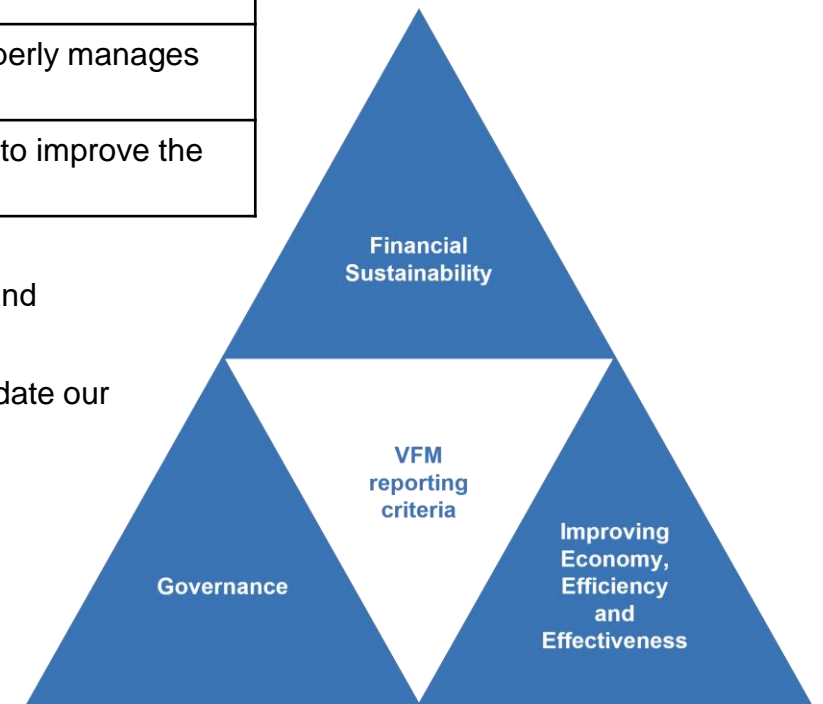 perly manages
to improve the
nd
date our
Financial
Sustainability
VFM
reporting
criteria
Governance
Improving
Economy,
Efficiency
and
Effectiveness